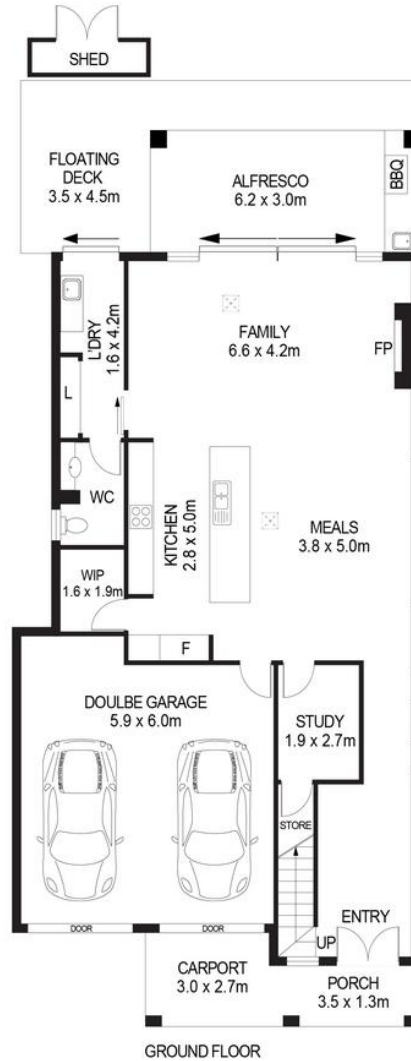 SHED
FLOATING
DECK
3.5 x 4.5m
ALFRESCO
6.2 x 3.0m
BBQ
L'DRY
1.6 x 4.2m
FAMILY
6.6 x 4.2m
FP
L
WC
KITCHEN
2.8 x 5.0m
MEALS
3.8 x 5.0m
WIP
1.6 x 1.9m
F
DOULBE GARAGE
5.9 x 6.0m
STUDY
1.9 x 2.7m
STORE
ENTRY
UP
DOOR
DOOR
CARPORT
3.0 x 2.7m
PORCH
3.5 x 1.3m
GROUND FLOOR